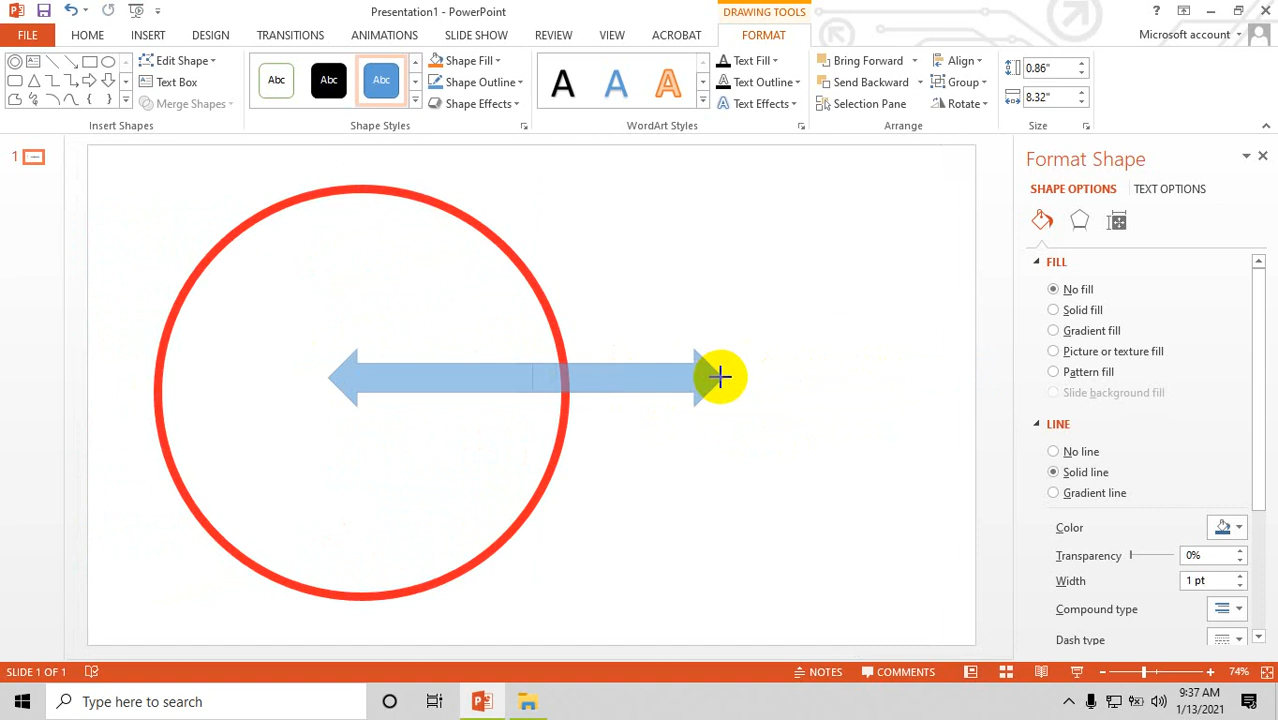 Presentation1 - PowerPoint
DRAWING TOOLS
?
FILE
HOME
INSERT
DESIGN
TRANSITIONS
ANIMATIONS
SLIDE SHOW
REVIEW
VIEW
ACROBAT
FORMAT
Microsoft account
Edit Shape
Text Box
Merge Shapes
Insert Shapes
Abc
Abc
Abc
Shape Fill
Shape Outline
Shape Effects
Shape Styles
A
A
A
Text Fill
Text Outline
Text Effects
WordArt Styles
Bring Forward
Send Backward
Selection Pane
Align
Group
Rotate
Arrange
0.86"
8.32"
Size
1
Format Shape
SHAPE OPTIONS
TEXT OPTIONS
FILL
No fill
Solid fill
Gradient fill
Picture or texture fill
Pattern fill
Slide background fill
LINE
No line
Solid line
Gradient line
Color
Transparency
0%
Width
1 pt
Compound type
Dash type
SLIDE 1 OF 1
NOTES
COMMENTS
74%
Type here to search
9:37 AM
1/13/2021